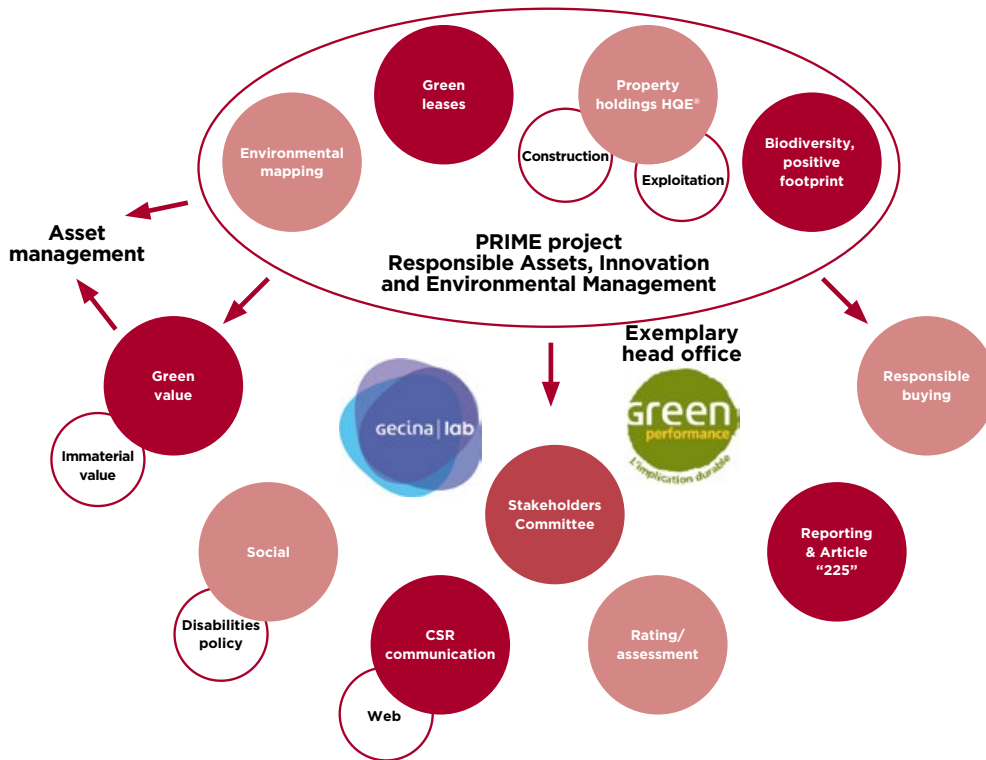 Green
leases
Property
holdings HQE®
Environmental
mapping
Construction
Exploitation
Biodiversity,
positive
footprint
PRIME project
Responsible Assets, Innovation
and Environmental Management
Asset
management
Green
value
Immaterial
value
gecina|lab
Exemplary
head office
Green
performance
L'implication durable
Responsible
buying
Stakeholders
Committee
Social
Disabilities
policy
Reporting
& Article
“225”
CSR
communication
Web
Rating/
assessment